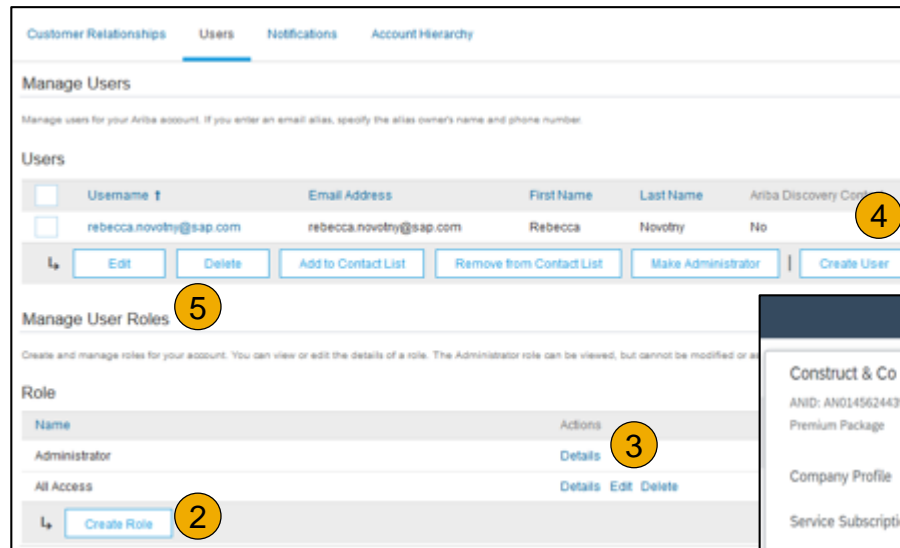 Customer Relationships Users Notifications Account Hierarchy
Manage Users
Manage users for your Ariba account. If you enter an email alias, specify the alias owner's name and phone number.
Users
Username ↑ Email Address First Name Last Name Ariba Discovery
4
rebecca.novotny@sap.com rebecca.novotny@sap.com Rebecca Novotny No
Edit Delete Add to Contact List Remove from Contact List Make Administrator | Create User
5
Manage User Roles
Create and manage roles for your account. You can view or edit the details of a role. The Administrator role can be viewed, but cannot be modified or
Role
Name Actions
Administrator Details
3
All Access Details Edit Delete
Create Role
2
Construct & Co
ANID: AN014562443
Premium Package
Company Profile
Service